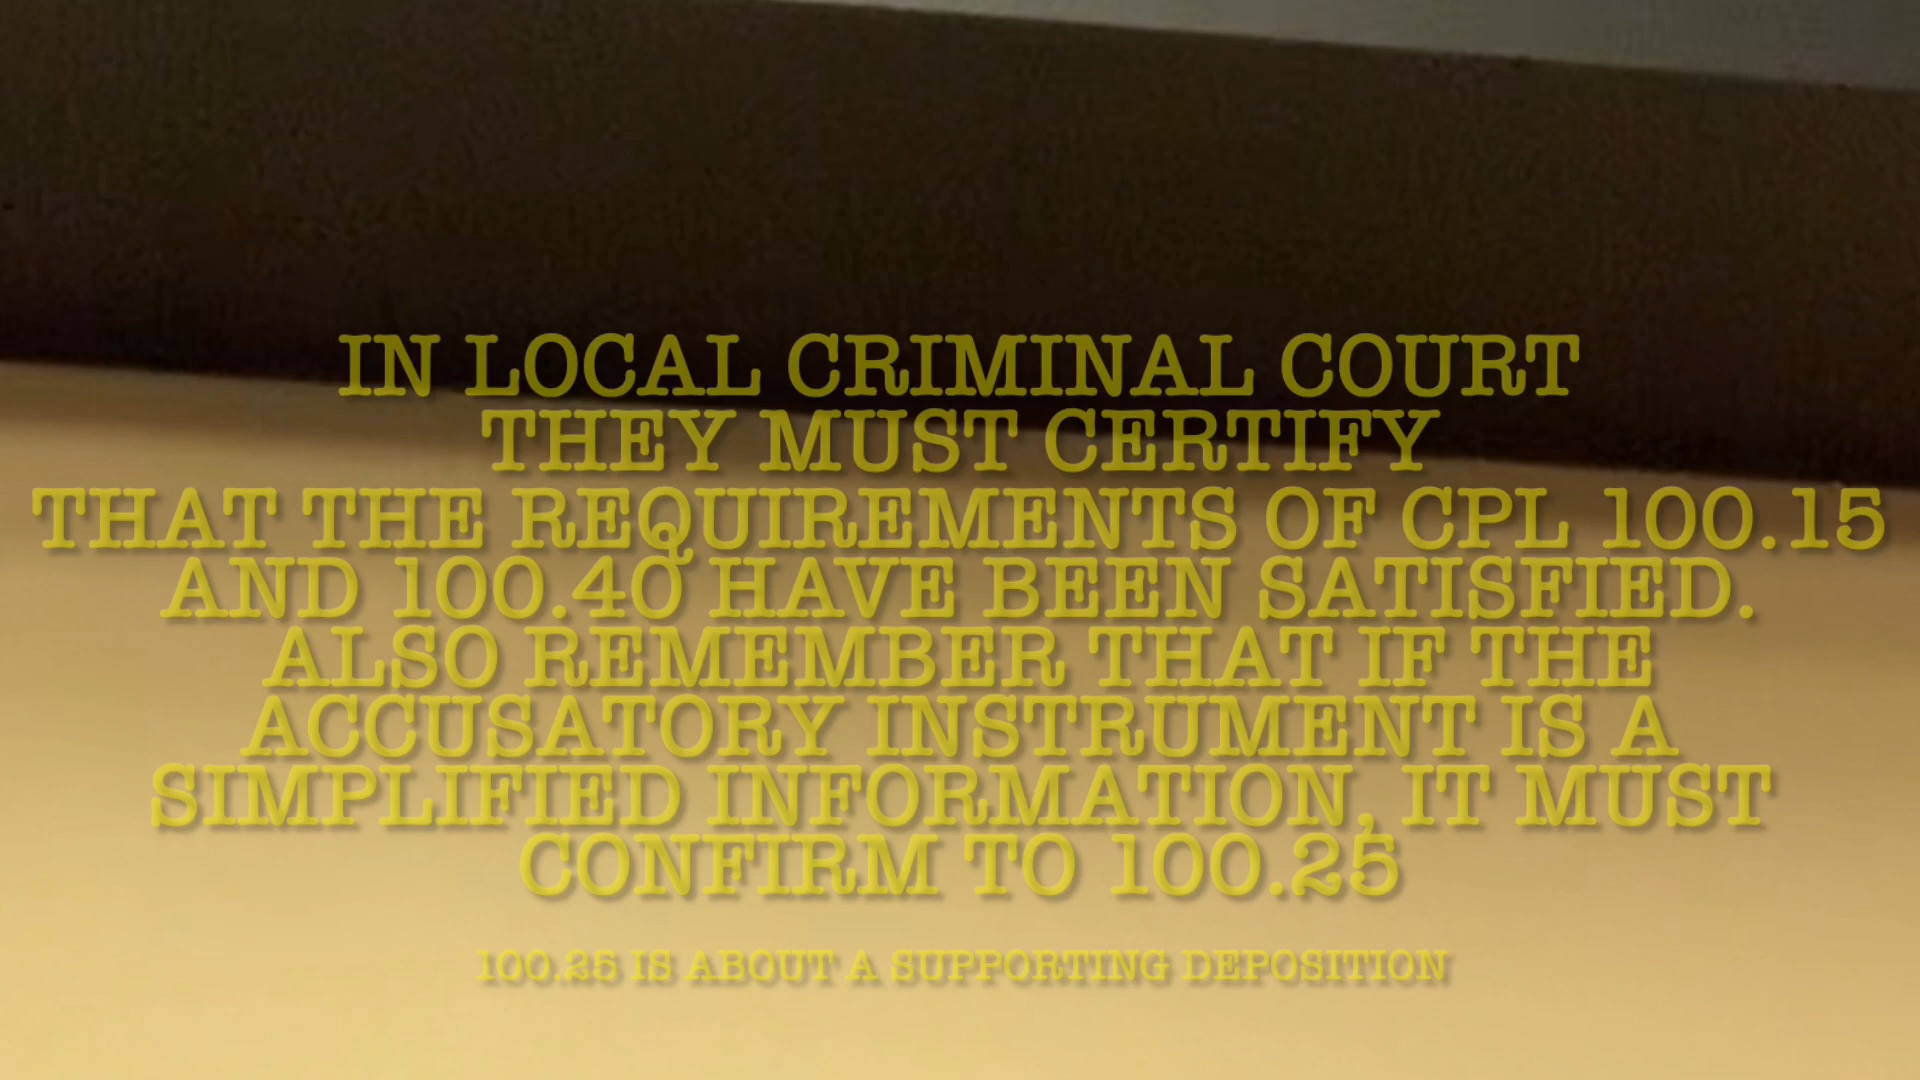 IN LOCAL CRIMINAL COURT
THEY MUST CERTIFY
THAT THE REQUIREMENTS OF CPL 100.15
AND 100.40 HAVE BEEN SATISFIED.
ALSO REMEMBER THAT IF THE
ACCUSATORY INSTRUMENT IS A
SIMPLIFIED INFORMATION, IT MUST
CONFIRM TO 100.25
100.25 IS ABOUT A SUPPORTING DEPOSITION